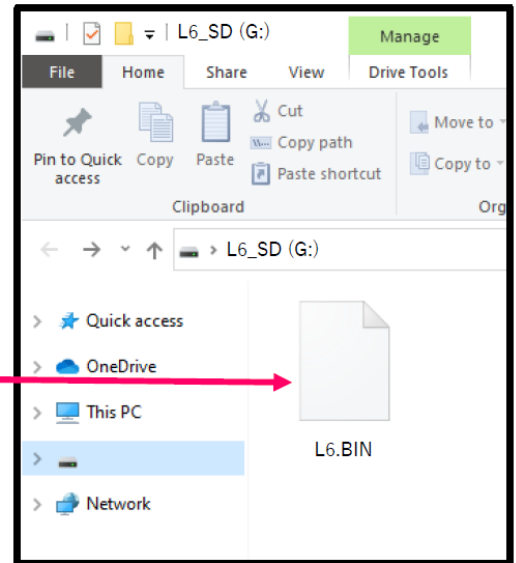 L6_SD (G:)
Manage
File Home Share View Drive Tools
Pin to Quick access
Copy
Paste
Cut
Copy path
Paste shortcut
Move to
Copy to
Clipboard
Org
L6_SD (G:)
Quick access
OneDrive
This PC
Network
L6.BIN